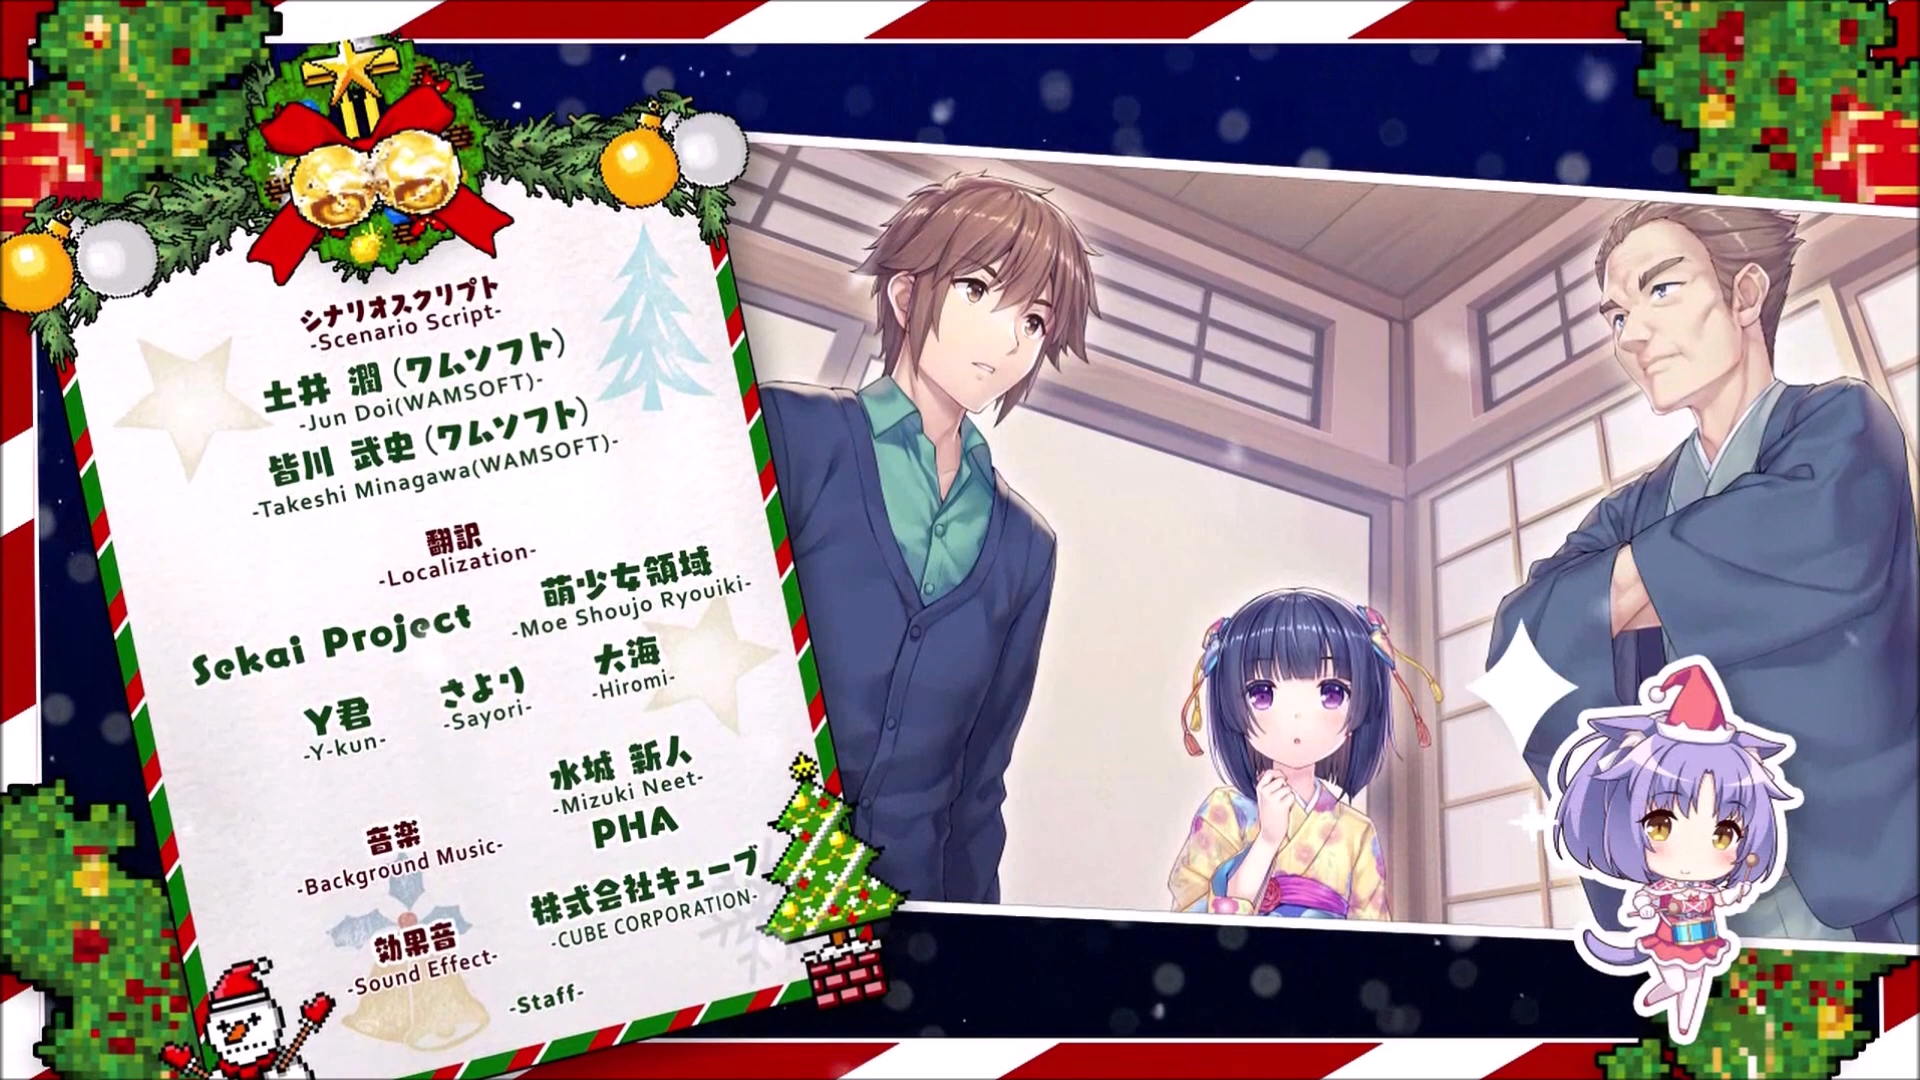 シナリオスクリプト
-Scenario Script-
土井 潤 (ワムソフト)
-Jun Doi(WAMSOFT)-
皆川 武史 (ワムソフト)
-Takeshi Minagawa(WAMSOFT)-
翻訳
-Localization-
Sekai Project
萌少女領域
-Moe Shoujo Ryouiki-
Y君
-Y-kun-
さより
-Sayori-
大海
-Hiromi-
音楽
-Background Music-
水城 新人
-Mizuki Neet-
PHA
効果音
-Sound Effect-
株式会社キューブ
-CUBE CORPORATION-
-Staff-